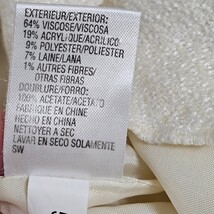 EXTERIEUR/EXTERIOR:
64% VISCOSE/VISCOSA
19% ACRYLIQUE/ACRILICO
9% POLYESTER/POLIESTER
7% LAINE/LANA
1% AUTRES FIBRES/
OTRAS FIBRAS
DOUBLURE/FORRO:
100% ACETATE/ACETATO
FABRIQUE EN CHINE
HECHO EN CHINA
NETTOYER A SEC
LAVAR EN SECO SOLAMENTE
SW